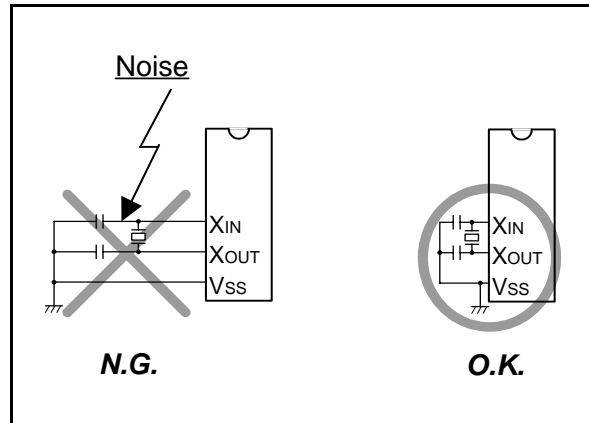 Noise
XIN
XOUT
VSS
N.G.
XIN
XOUT
VSS
O.K.